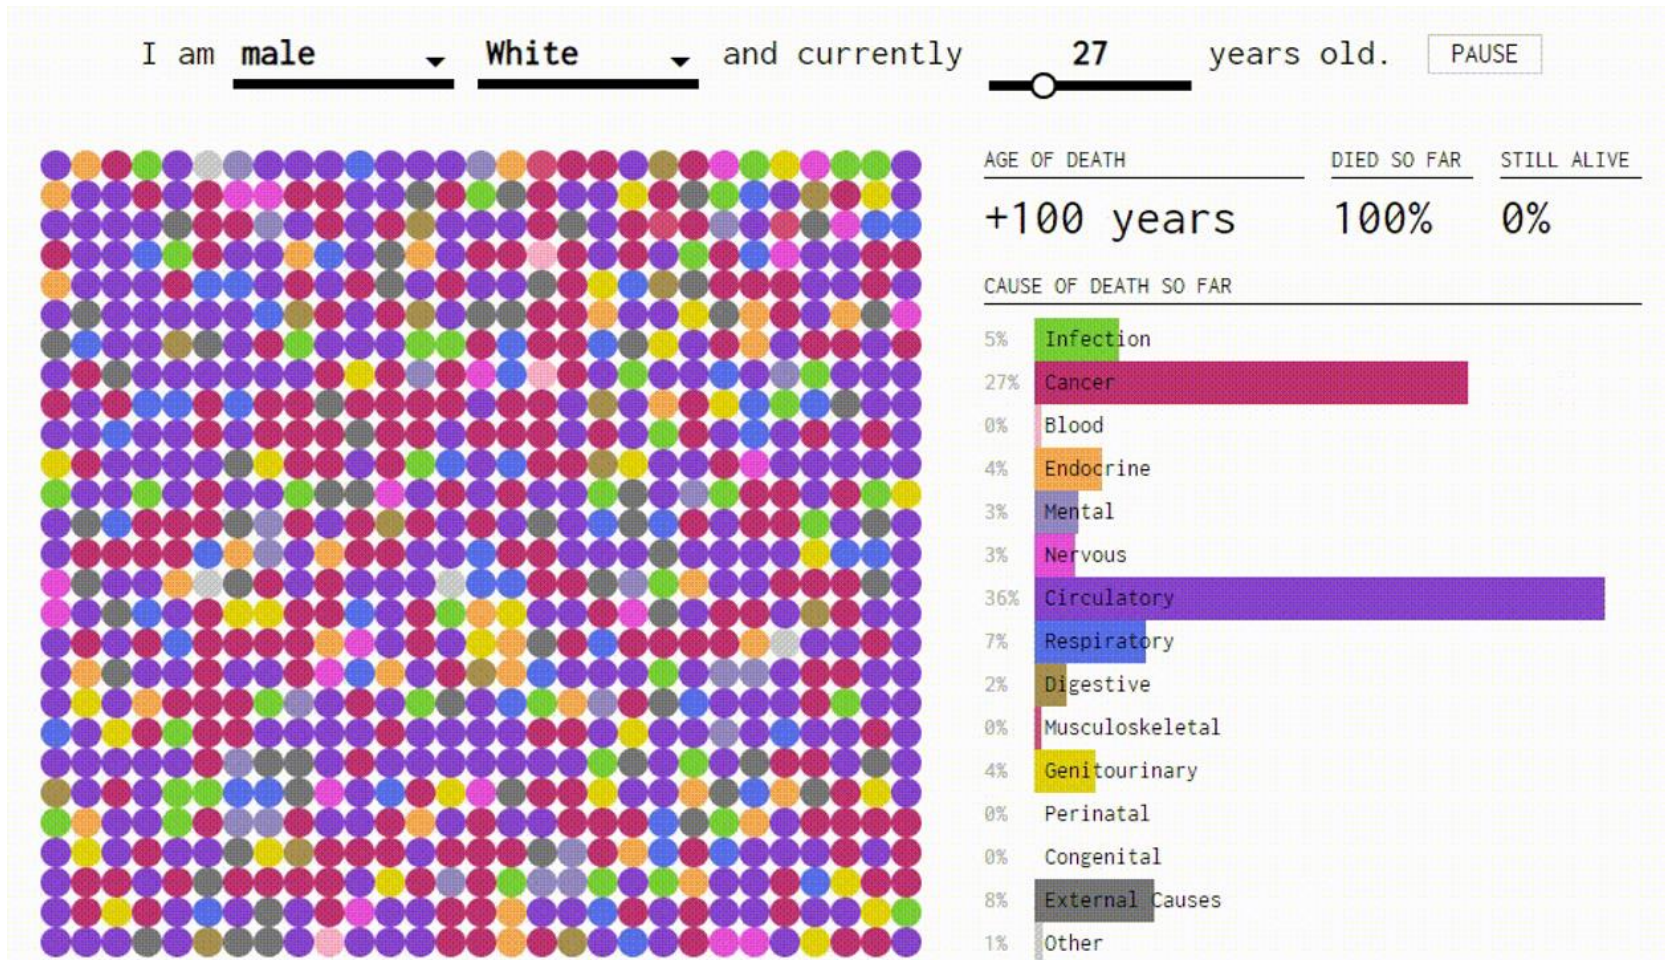 I am male White and currently 27 years old. PAUSE
AGE OF DEATH DIED SO FAR STILL ALIVE
+100 years 100% 0%
CAUSE OF DEATH SO FAR
5% Infection
27% Cancer
0% Blood
4% Endocrine
3% Mental
3% Nervous
36% Circulatory
7% Respiratory
2% Digestive
0% Musculoskeletal
4% Genitourinary
0% Perinatal
0% Congenital
8% External Causes
1% Other